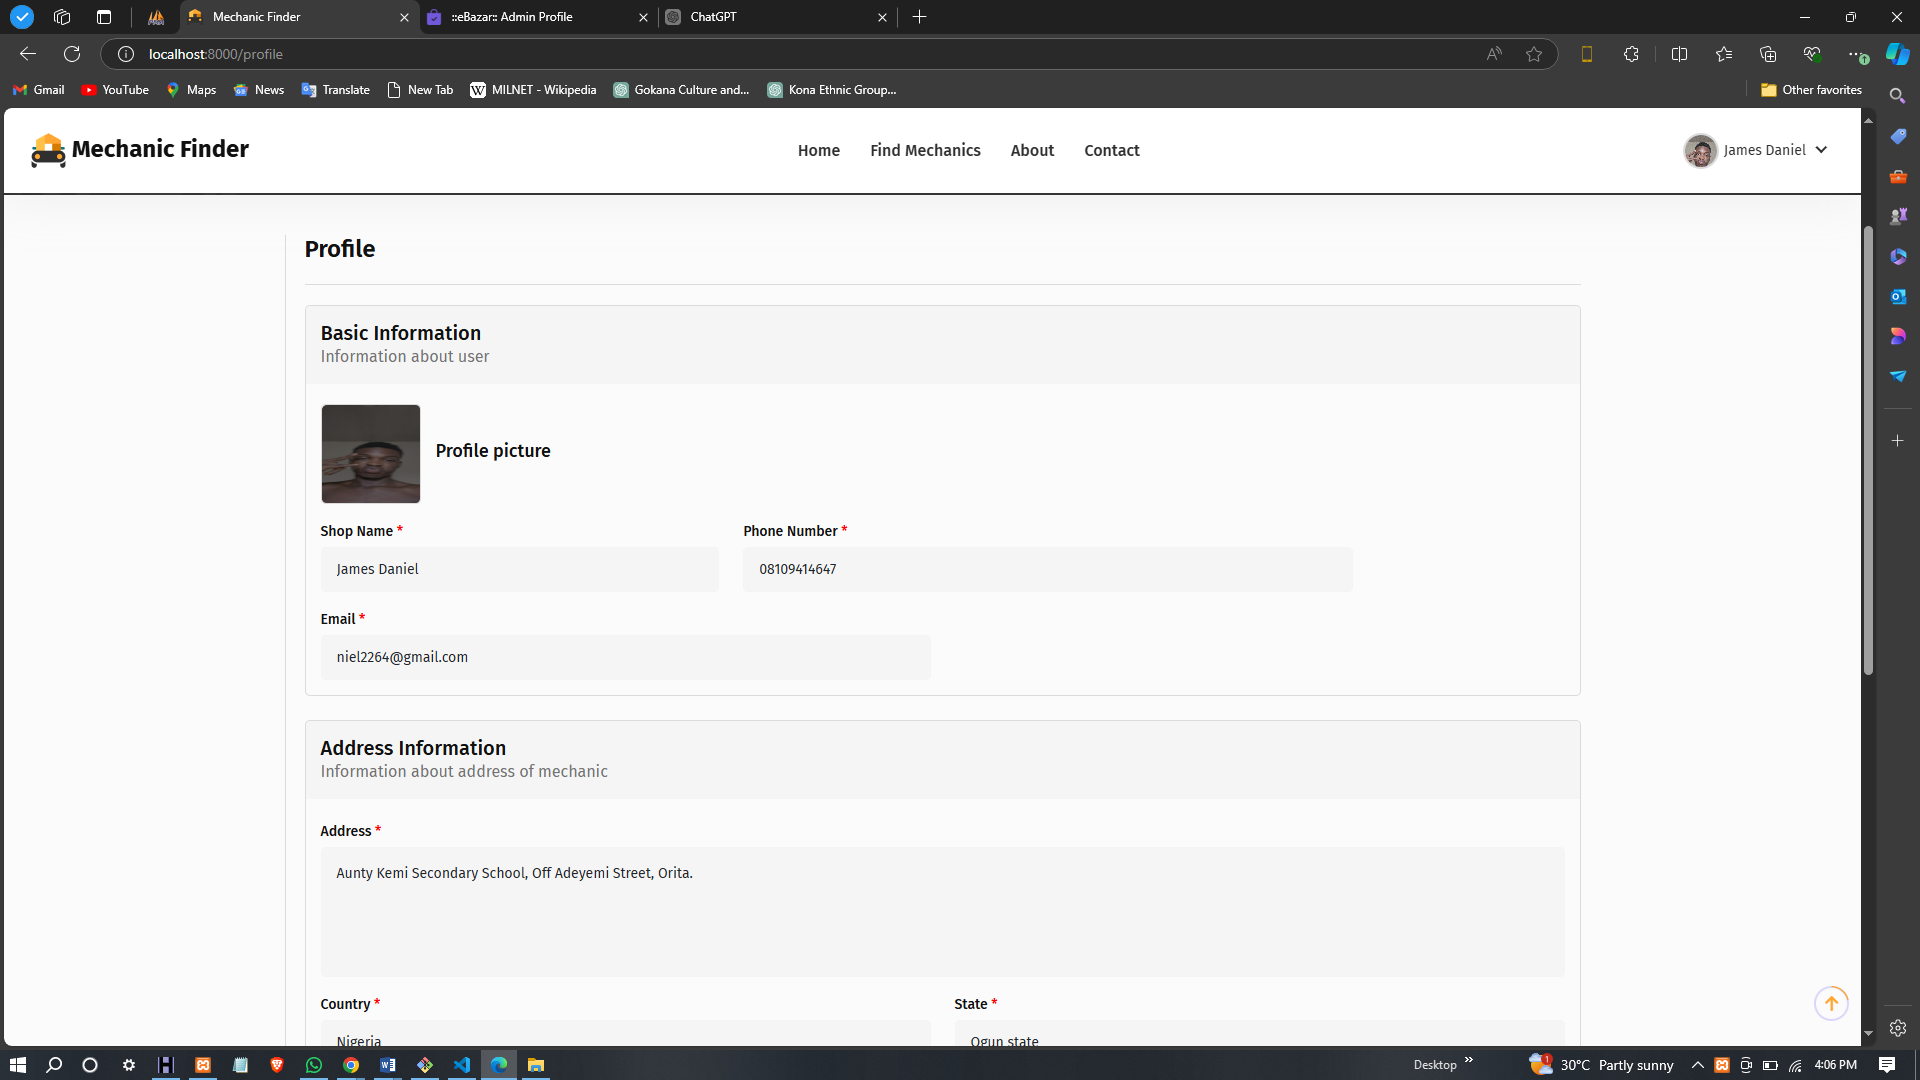 Mechanic Finder
::eBazar:: Admin Profile
ChatGPT
localhost:8000/profile
Gmail
YouTube
Maps
News
Translate
New Tab
MILNET - Wikipedia
Gokana Culture and...
Kona Ethnic Group...
Other favorites
Mechanic Finder
Home
Find Mechanics
About
Contact
James Daniel
Profile
Basic Information
Information about user
Profile picture
Shop Name *
Phone Number *
James Daniel
08109414647
Email *
niel2264@gmail.com
Address Information
Information about address of mechanic
Address *
Aunty Kemi Secondary School, Off Adeyemi Street, Orita.
Country *
State *
Nigeria
Ogun state
Desktop
30°C Partly sunny
4:06 PM